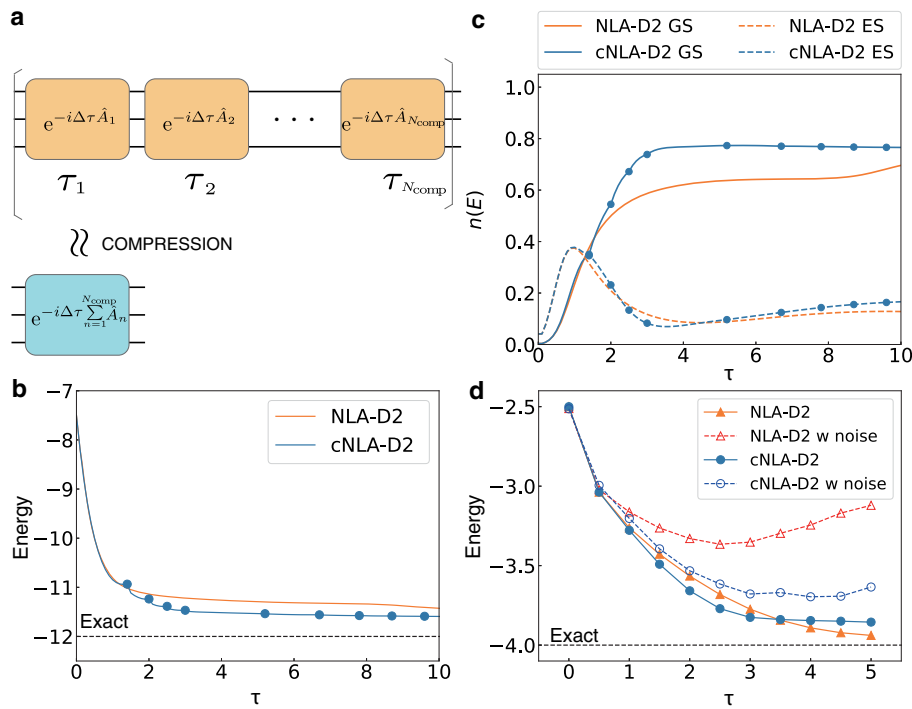 a
e^{-iΔτÂ_1}
e^{-iΔτÂ_2}
· · ·
e^{-iΔτÂ_{N_comp}}
τ_1
τ_2
τ_{N_comp}
≈ COMPRESSION
e^{-iΔτ \sum_{n=1}^{N_comp} Â_n}
b
−7
−8
−9
−10
−11
−12
Energy
NLA-D2
cNLA-D2
Exact
0 2 4 6 8 10
τ
c
NLA-D2 GS
NLA-D2 ES
cNLA-D2 GS
cNLA-D2 ES
1.0
0.8
0.6
0.4
0.2
0.0
n(E)
0 2 4 6 8 10
τ
d
−2.5
−3.0
−3.5
−4.0
Energy
NLA-D2
NLA-D2 w noise
cNLA-D2
cNLA-D2 w noise
Exact
0 1 2 3 4 5
τ